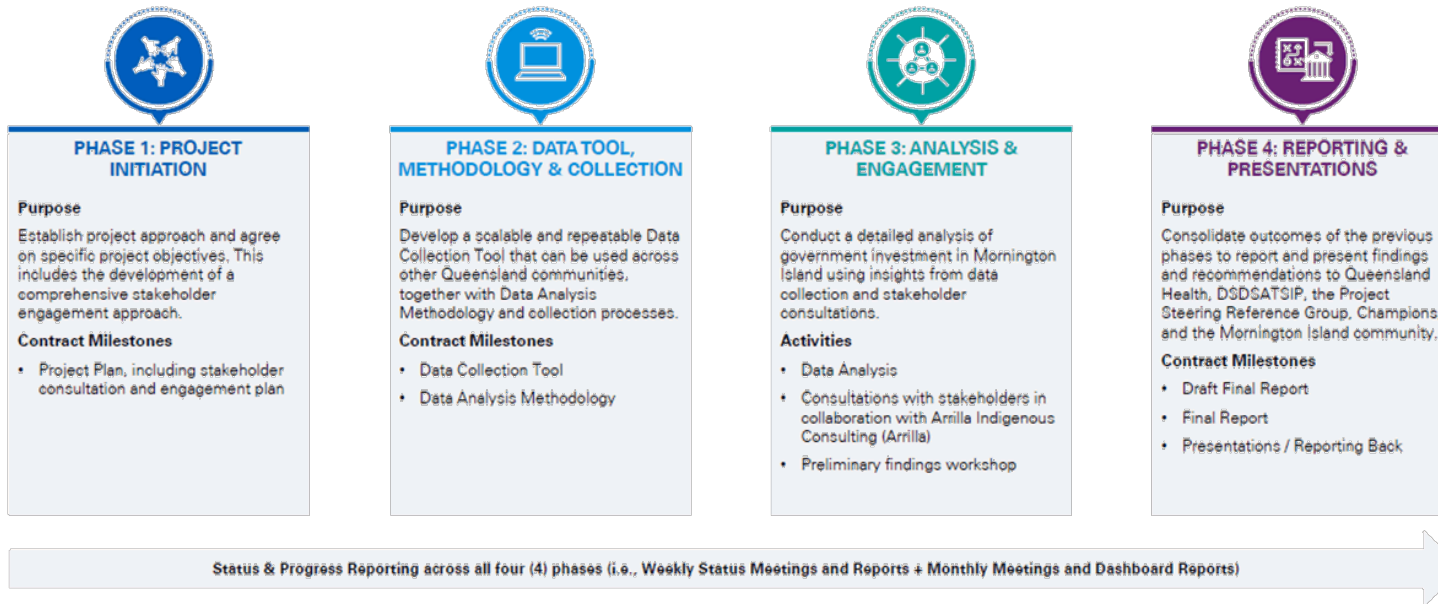 PHASE 1: PROJECT
INITIATION
Purpose
Establish project approach and agree
on specific project objectives. This
includes the development of a
comprehensive stakeholder
engagement approach.
Contract Milestones
• Project Plan, including stakeholder
consultation and engagement plan
PHASE 2: DATA TOOL,
METHODOLOGY & COLLECTION
Purpose
Develop a scalable and repeatable Data
Collection Tool that can be used across
other Queensland communities,
together with Data Analysis
Methodology and collection processes.
Contract Milestones
• Data Collection Tool
• Data Analysis Methodology
PHASE 3: ANALYSIS &
ENGAGEMENT
Purpose
Conduct a detailed analysis of
government investment in Mornington
Island using insights from data
collection and stakeholder
consultations.
Activities
• Data Analysis
• Consultations with stakeholders in
collaboration with Arrilla Indigenous
Consulting (Arrilla)
• Preliminary findings workshop
PHASE 4: REPORTING &
PRESENTATIONS
Purpose
Consolidate outcomes of the previous
phases to report and present findings
and recommendations to Queensland
Health, DSDSATSIP, the Project
Steering Reference Group, Champions
and the Mornington Island community.
Contract Milestones
• Draft Final Report
• Final Report
• Presentations / Reporting Back
Status & Progress Reporting across all four (4) phases (i.e., Weekly Status Meetings and Reports + Monthly Meetings and Dashboard Reports)